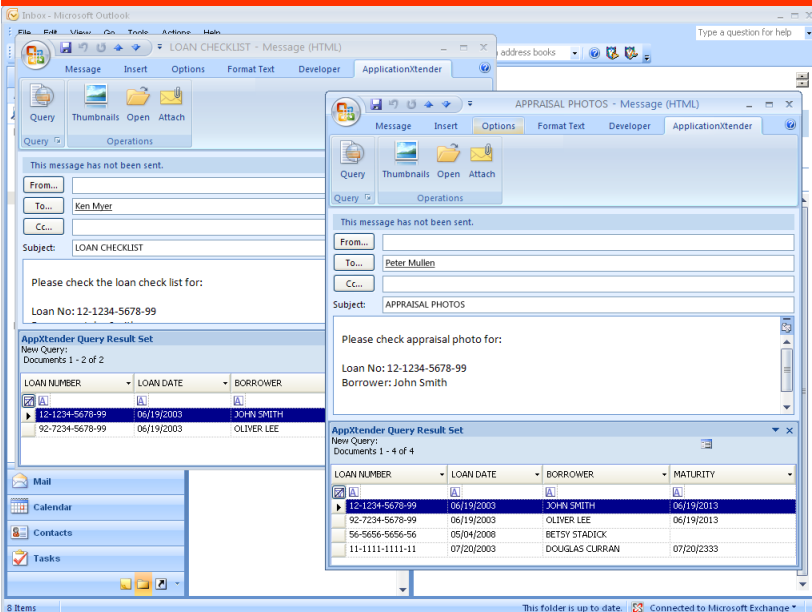 Inbox - Microsoft Outlook
File Edit View Go Tools Actions Help
Type a question for help
address books
LOAN CHECKLIST - Message (HTML)
Message Insert Options Format Text Developer ApplicationXtender
Query Thumbnails Open Attach
Query Operations
This message has not been sent.
From...
To... Ken Myer
Cc...
Subject: LOAN CHECKLIST
Please check the loan check list for:
Loan No: 12-1234-5678-99
AppXtender Query Result Set
New Query:
Documents 1 - 2 of 2
LOAN NUMBER LOAN DATE BORROWER
12-1234-5678-99 06/19/2003 JOHN SMITH
92-7234-5678-99 06/19/2003 OLIVER LEE
Mail
Calendar
Contacts
Tasks
APPRAISAL PHOTOS - Message (HTML)
Message Insert Options Format Text Developer ApplicationXtender
Query Thumbnails Open Attach
Query Operations
This message has not been sent.
From...
To... Peter Mullen
Cc...
Subject: APPRAISAL PHOTOS
Please check appraisal photo for:
Loan No: 12-1234-5678-99
Borrower: John Smith
AppXtender Query Result Set
New Query:
Documents 1 - 4 of 4
LOAN NUMBER LOAN DATE BORROWER MATURITY
12-1234-5678-99 06/19/2003 JOHN SMITH 06/19/2013
92-7234-5678-99 06/19/2003 OLIVER LEE 06/19/2013
56-5656-5656-56 05/04/2008 BETSY STADICK
11-1111-1111-11 07/20/2003 DOUGLAS CURRAN 07/20/2333
8 Items
This folder is up to date. Connected to Microsoft Exchange